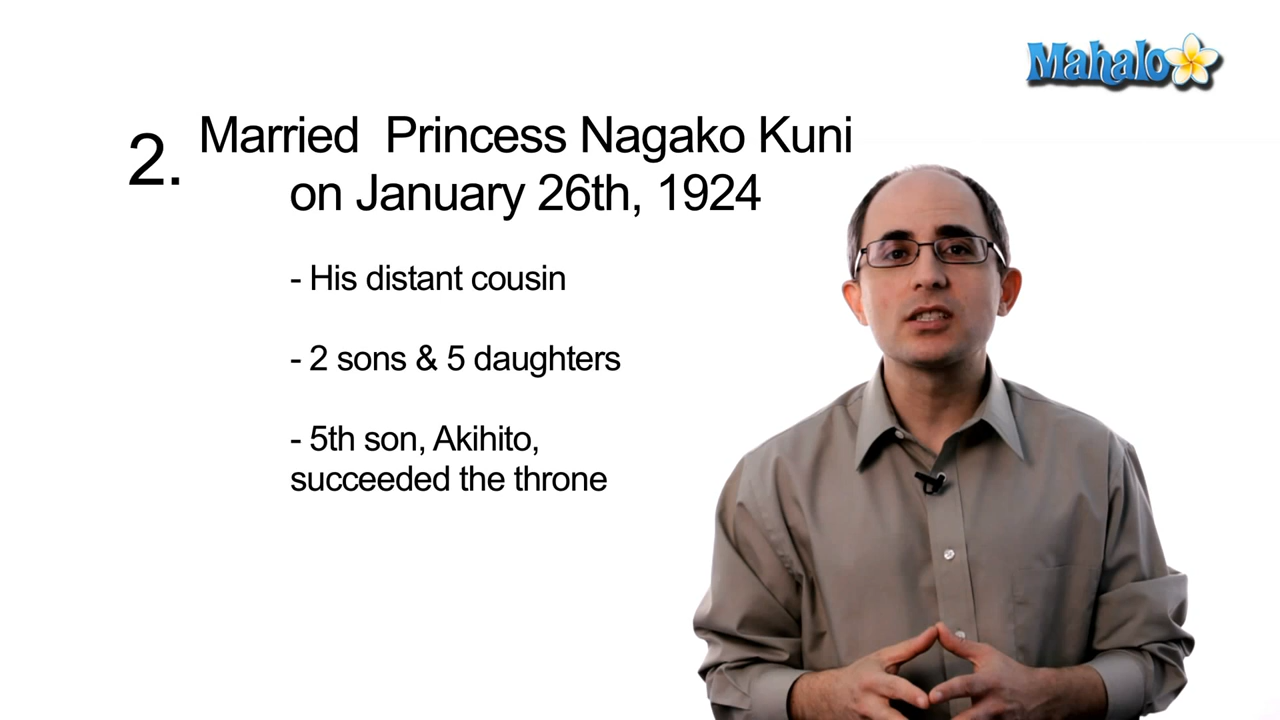 Mahalo
2. Married Princess Nagako Kuni
on January 26th, 1924
- His distant cousin
- 2 sons & 5 daughters
- 5th son, Akihito,
succeeded the throne